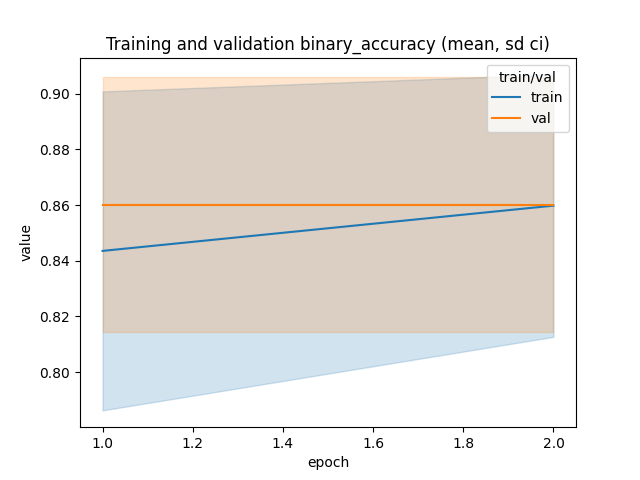 Training and validation binary_accuracy (mean, sd ci)
train/val
train
val
value
0.90
0.88
0.86
0.84
0.82
0.80
1.0 1.2 1.4 1.6 1.8 2.0
epoch